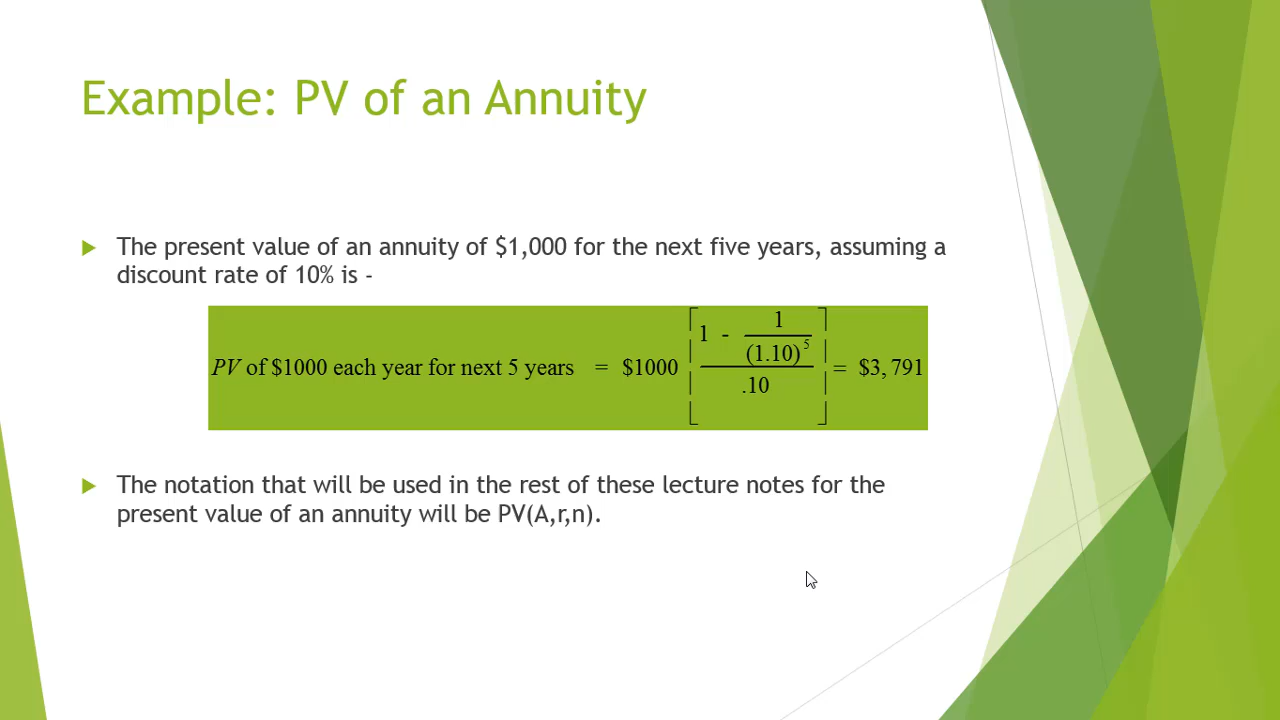 Example: PV of an Annuity
The present value of an annuity of $1,000 for the next five years, assuming a
discount rate of 10% is -
PV of $1000 each year for next 5 years = $1000 [ (1 - 1/(1.10)^5) / .10 ] = $3, 791
The notation that will be used in the rest of these lecture notes for the
present value of an annuity will be PV(A,r,n).